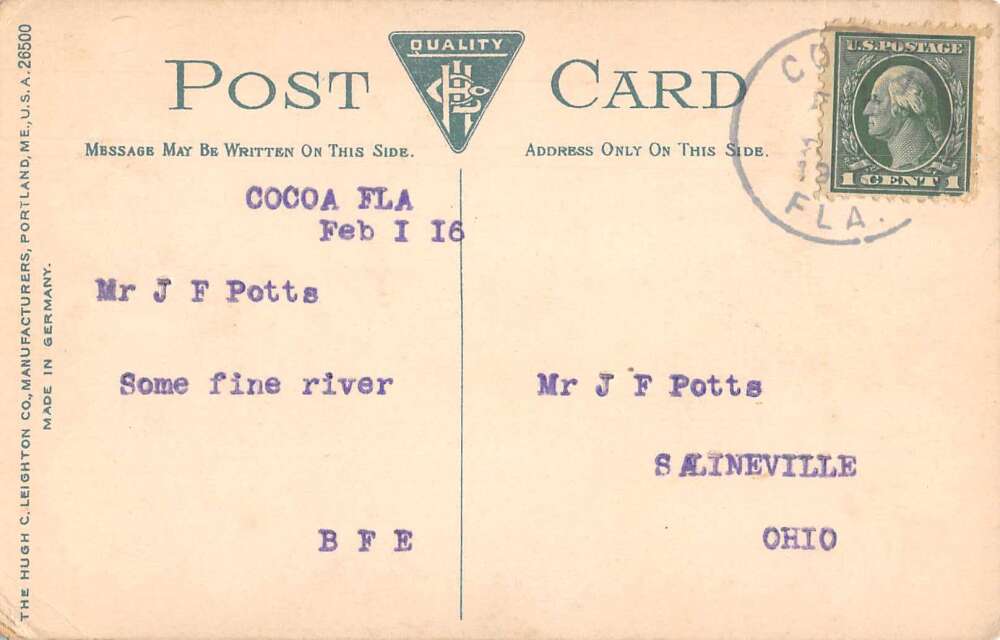 THE HUGH C. LEIGHTON CO., MANUFACTURERS, PORTLAND, ME., U.S.A. 26500
MADE IN GERMANY.
QUALITY
POST CARD
MESSAGE MAY BE WRITTEN ON THIS SIDE.
ADDRESS ONLY ON THIS SIDE.
U.S. POSTAGE
1 CENT 1
FLA.
COCOA FLA
Feb I I6
Mr J F Potts
Some fine river
B F E
Mr J F Potts
SALINEVILLE
OHIO